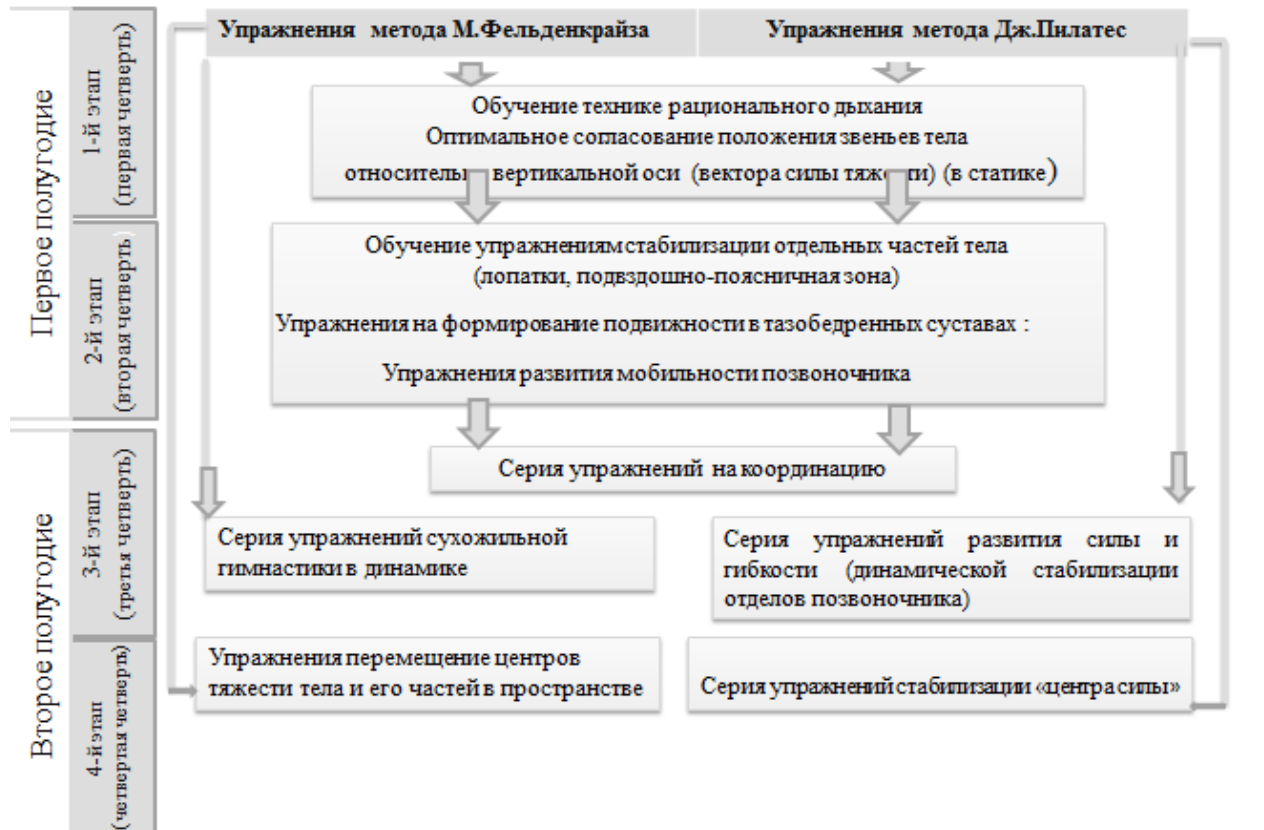 Упражнения метода М.Фельденкрайза
Упражнения метода Дж.Пилатес
Первое полугодие
1-й этап
(первая четверть)
Обучение технике рационального дыхания
Оптимальное согласование положения звеньев тела
вертикальной оси (вектора силы (в статике)
2-й этап
(вторая четверть)
Обучение упражнениям стабилизации отдельных частей тела
(лопатки, подвздошно-поясничная зона)
Упражнения на формирование подвижности в тазобедренных суставах :
Упражнения развития мобильности позвоночника
Второе полугодие
3-й этап
(третья четверть)
Серия упражнений на координацию
Серия упражнений сухожильной
гимнастики в динамике
Серия упражнений развития силы и
гибкости (динамической стабилизации
отделов позвоночника)
4-й этап
(четвертая четверть)
Упражнения перемещение центров
тяжести тела и его частей в пространстве
Серия упражнений стабилизации «центра силы»